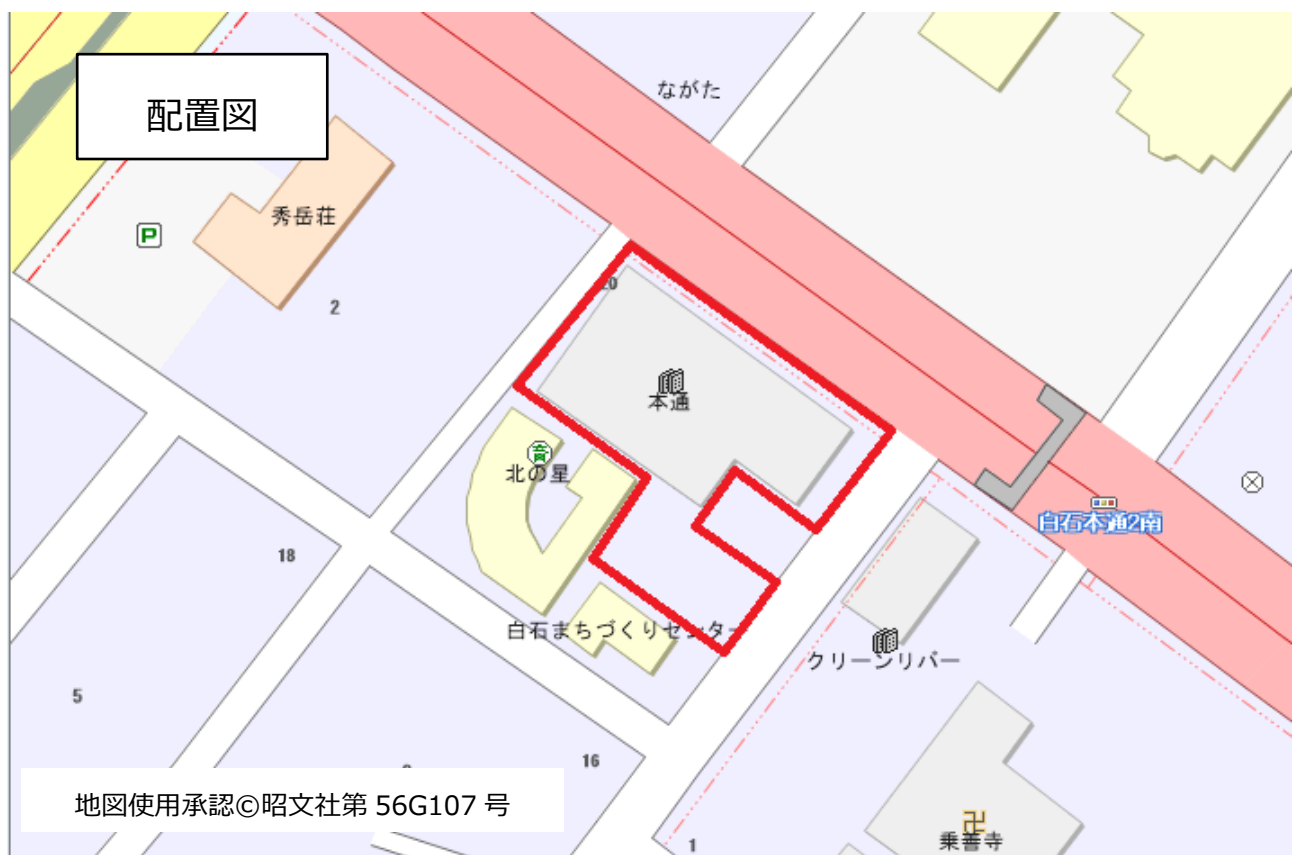 配置図
ながた
秀岳荘
P
2
20
本通
育
北の星
白石本通2南
18
白石まちづくりセンター
クリーンリバー
5
16
地図使用承認©昭文社第 56G107 号
卍
乗善寺
1